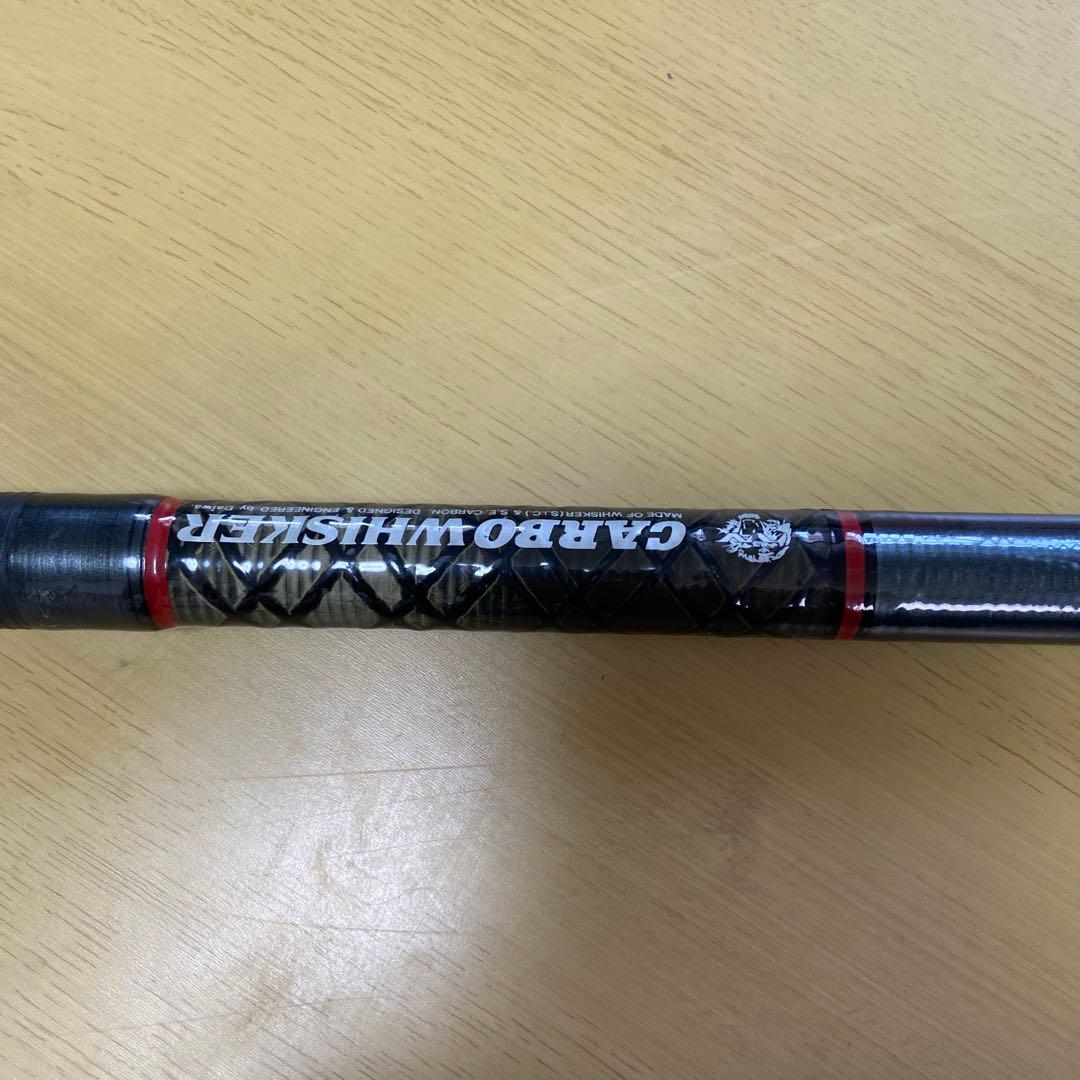 CARBOWHISKER
MADE OF WHISKER (S.i.C.) & S.E. CARBON. DESIGNED & ENGINEERED by Daiwa